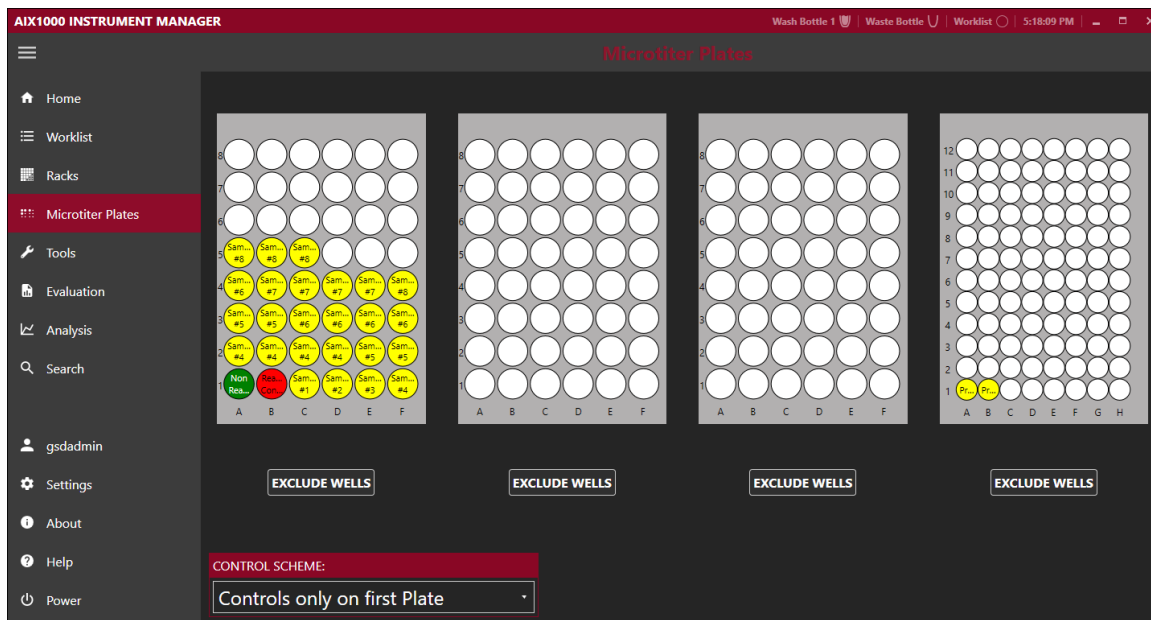 AIX1000 INSTRUMENT MANAGER
Wash Bottle 1 | Waste Bottle | Worklist | 5:18:09 PM
Microtiter Plates
Home
Worklist
Racks
Microtiter Plates
Tools
Evaluation
Analysis
Search
gsdadmin
Settings
About
Help
Power
8
7
6
5 Sam... #8 Sam... #8 Sam... #8
4 Sam... #6 Sam... #7 Sam... #7 Sam... #7 Sam... #7 Sam... #8
3 Sam... #5 Sam... #5 Sam... #6 Sam... #6 Sam... #6 Sam... #6
2 Sam... #4 Sam... #4 Sam... #4 Sam... #4 Sam... #5 Sam... #5
1 Non Rea... Rea... Con... Sam... #1 Sam... #2 Sam... #3 Sam... #4
A B C D E F
8
7
6
5
4
3
2
1
A B C D E F
8
7
6
5
4
3
2
1
A B C D E F
12
11
10
9
8
7
6
5
4
3
2
1 Pr... Pr...
A B C D E F G H
EXCLUDE WELLS
EXCLUDE WELLS
EXCLUDE WELLS
EXCLUDE WELLS
CONTROL SCHEME:
Controls only on first Plate